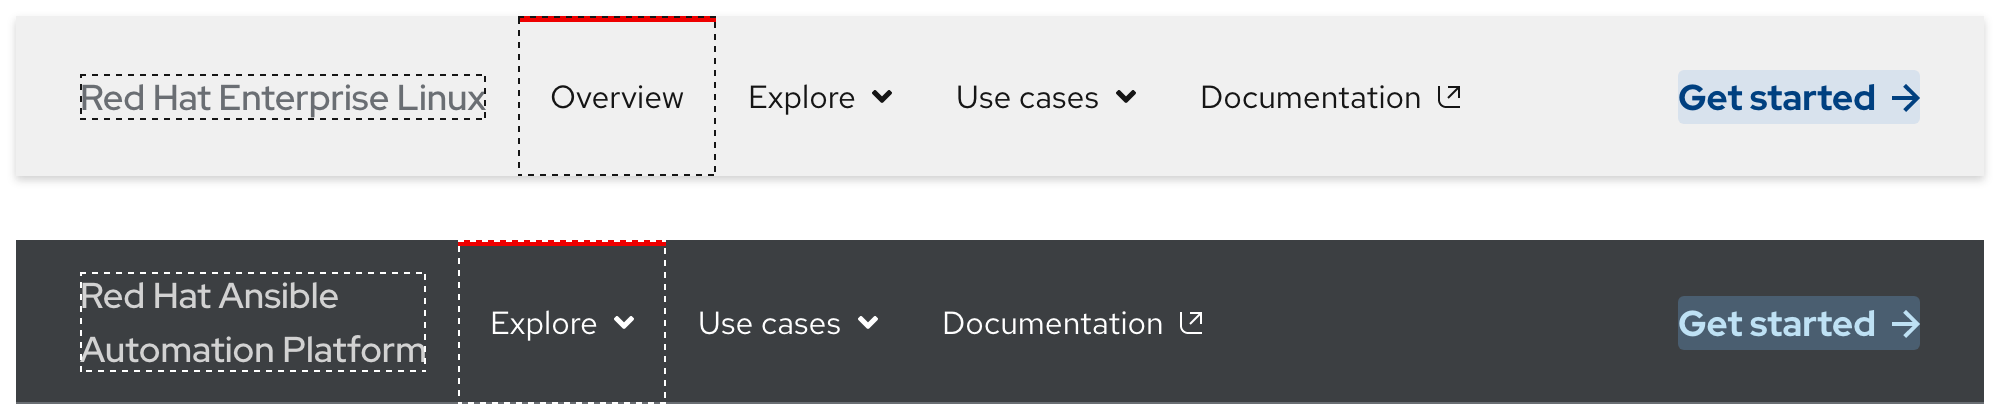 Red Hat Enterprise Linux Overview Explore Use cases Documentation Get started
Red Hat Ansible
Automation Platform
Explore Use cases Documentation Get started